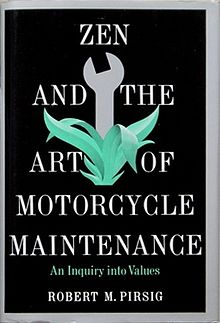 ZEN
AND THE
ART OF
MOTORCYCLE
MAINTENANCE
An Inquiry into Values
ROBERT M. PIRSIG